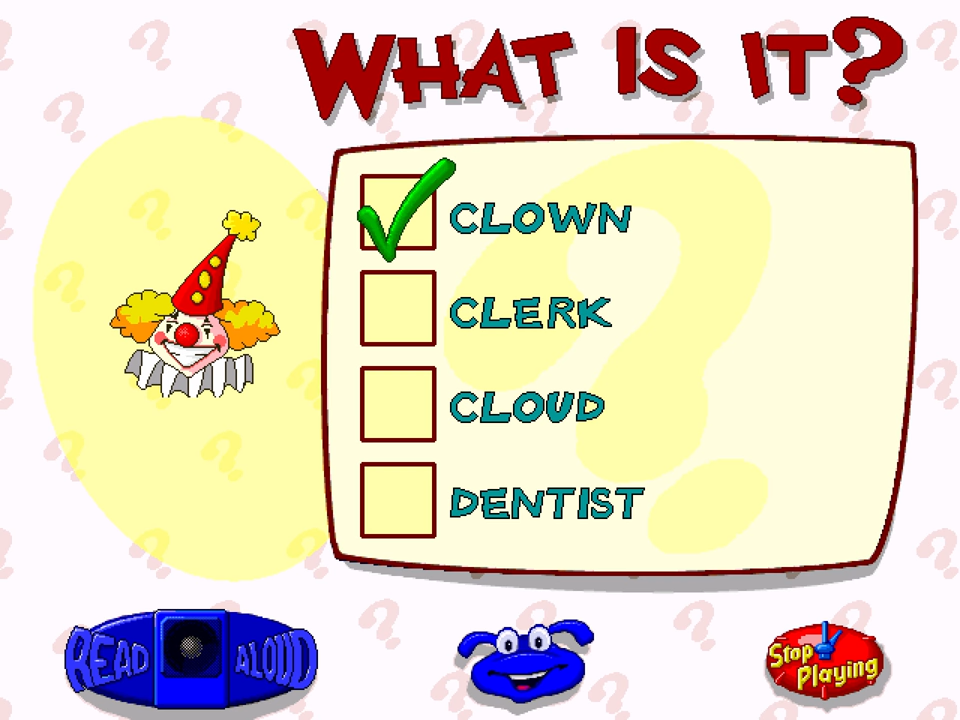 WHAT IS IT?
CLOWN
CLERK
CLOUD
DENTIST
READ ALOUD
Stop
Playing